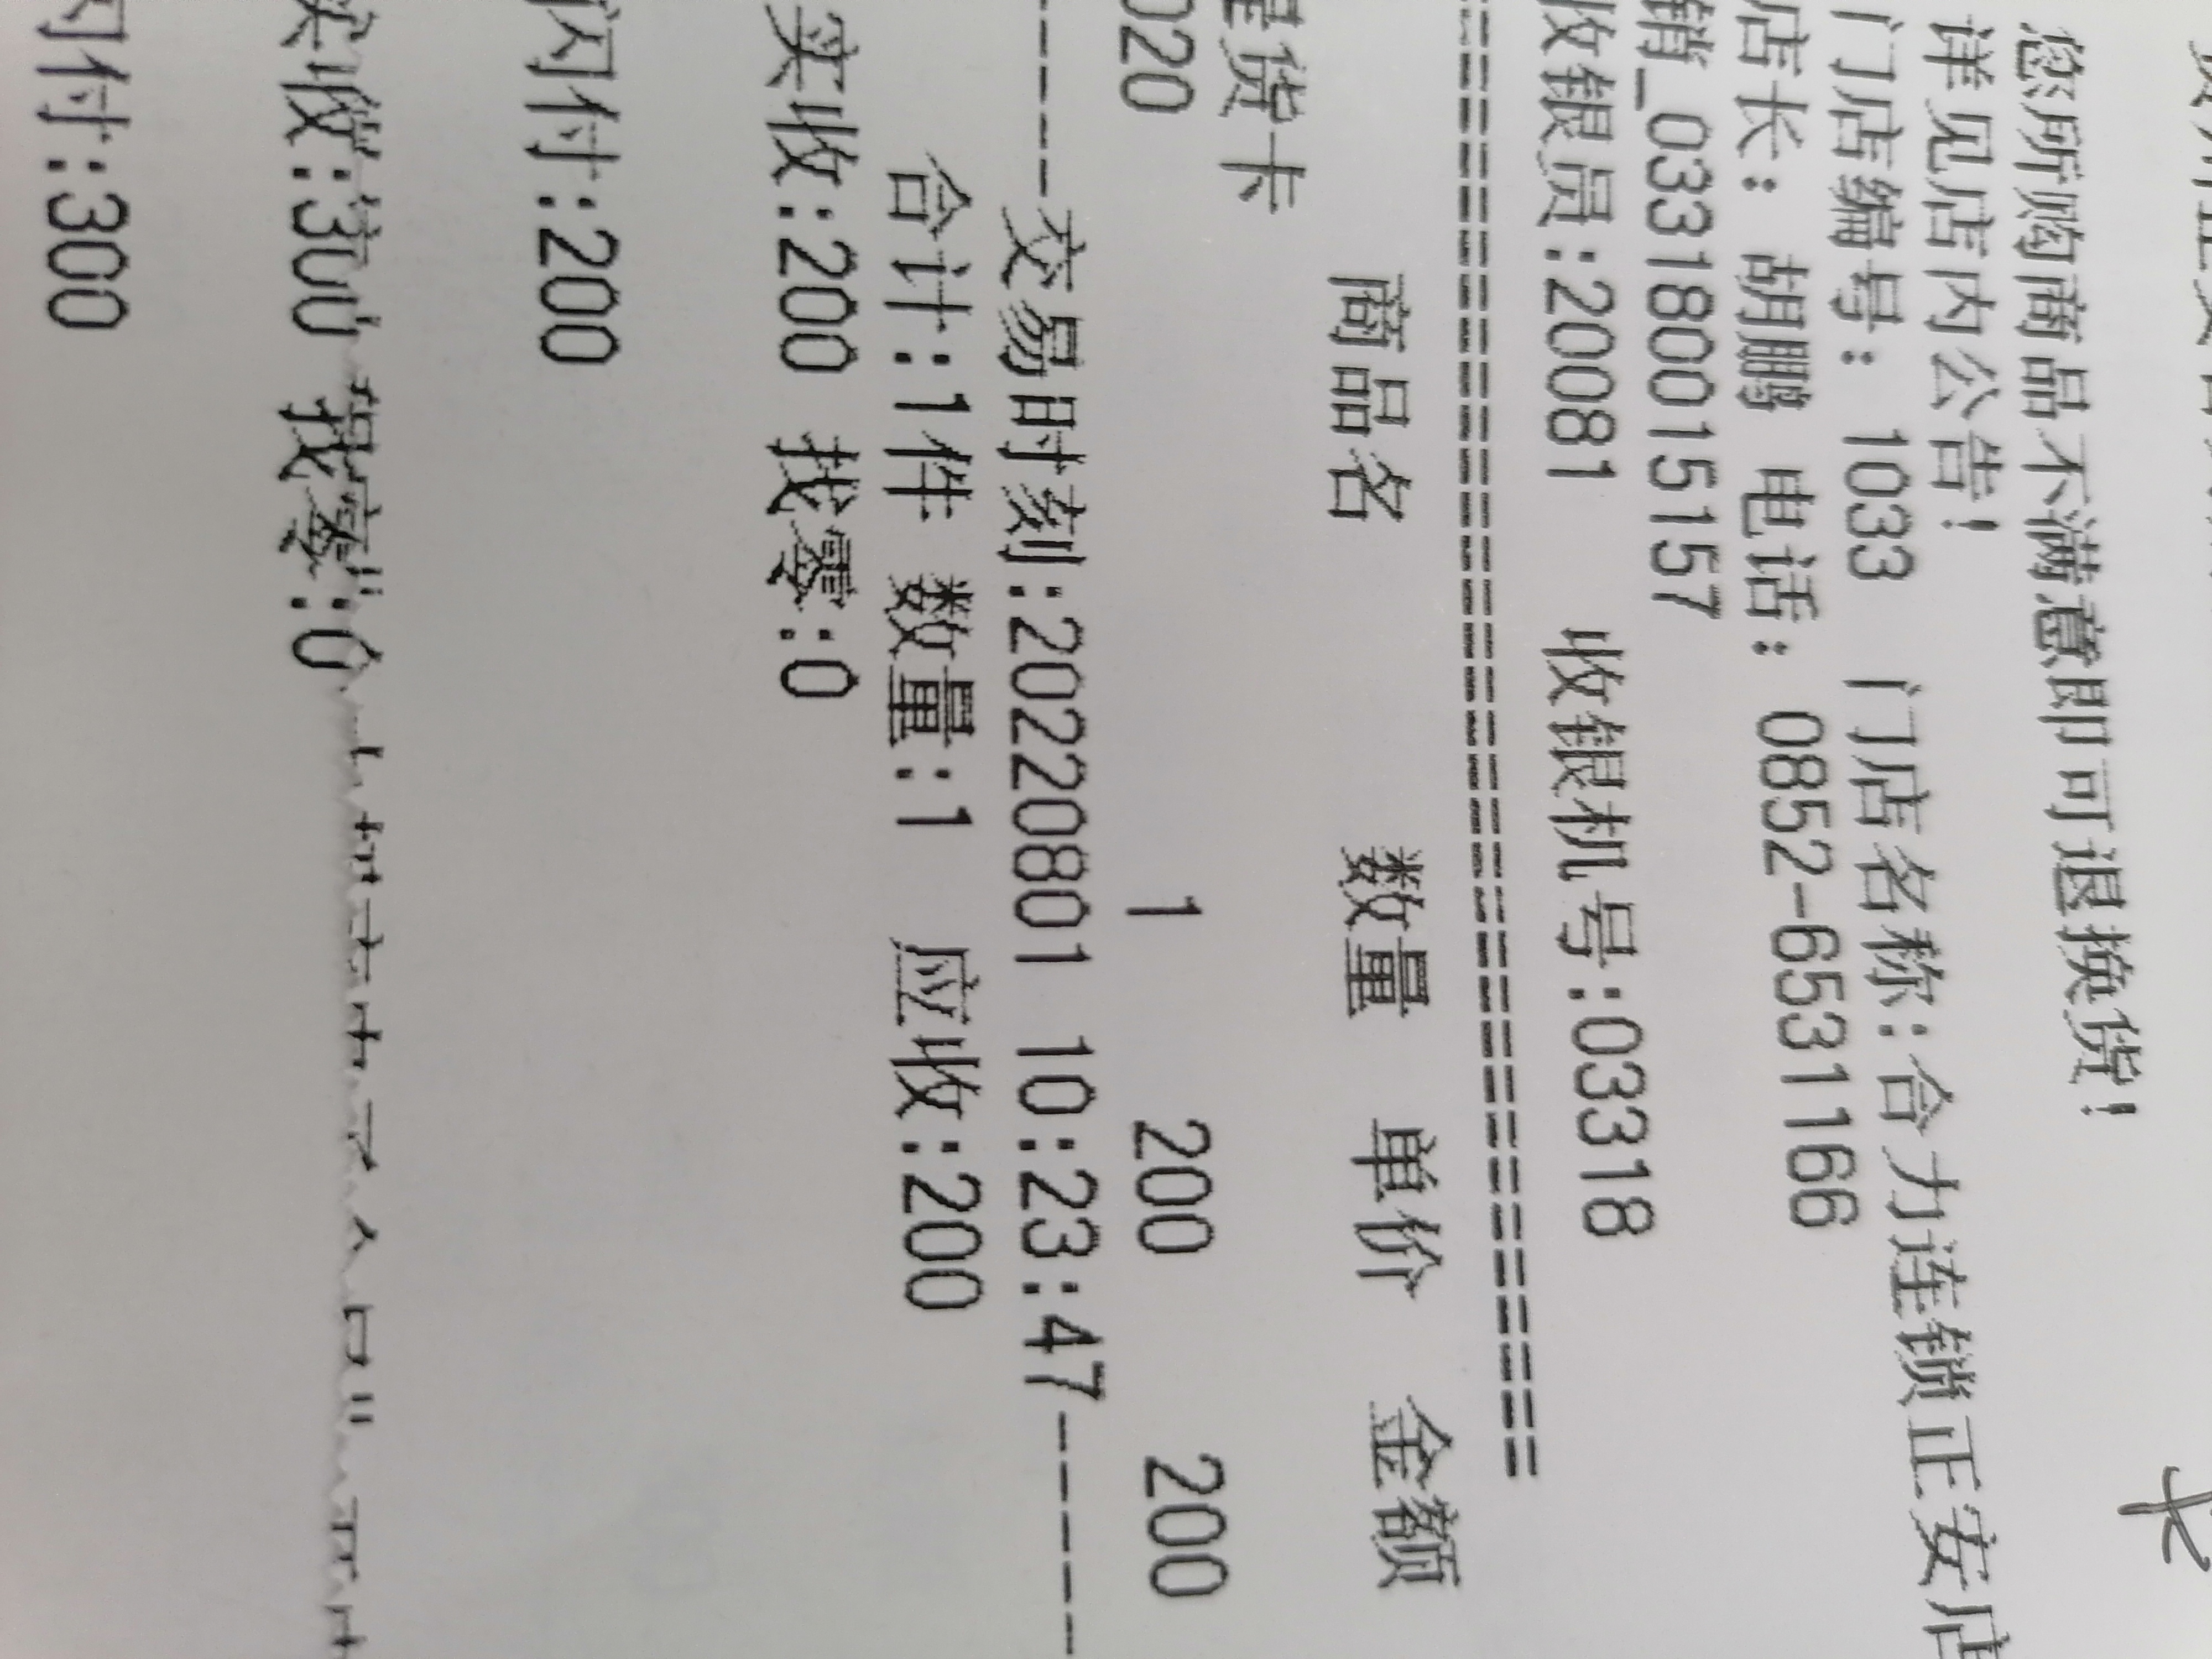 您所购商品不满意即可退换货!
详见店内公告!
门店编号: 1033 门店名称:合力连锁正安店
店长: 胡鹏 电话: 0852-6531166
销_033180015157
收银员:20081 收银机号:03318
==========================================
商品名 数量 单价 金额
提货卡
020 1 200 200
-----交易时刻:20220801 10:23:47------
合计:1件 数量:1 应收:200
实收:200 找零:0
闪付:200
实收:300 找零:0
闪付:300